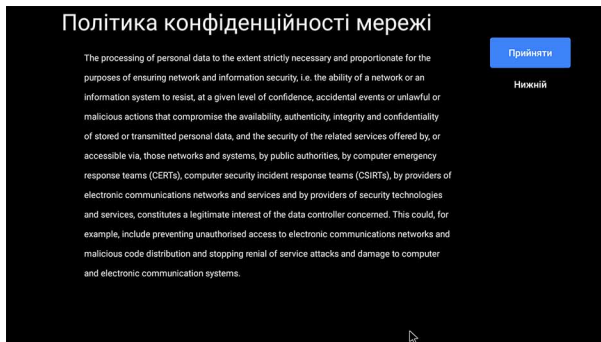 Політика конфіденційності мережі
The processing of personal data to the extent strictly necessary and proportionate for the
purposes of ensuring network and information security, i.e. the ability of a network or an
information system to resist, at a given level of confidence, accidental events or unlawful or
malicious actions that compromise the availability, authenticity, integrity and confidentiality
of stored or transmitted personal data, and the security of the related services offered by, or
accessible via, those networks and systems, by public authorities, by computer emergency
response teams (CERTs), computer security incident response teams (CSIRTs), by providers of
electronic communications networks and services and by providers of security technologies
and services, constitutes a legitimate interest of the data controller concerned. This could, for
example, include preventing unauthorised access to electronic communications networks and
malicious code distribution and stopping renial of service attacks and damage to computer
and electronic communication systems.
Прийняти
Нижній